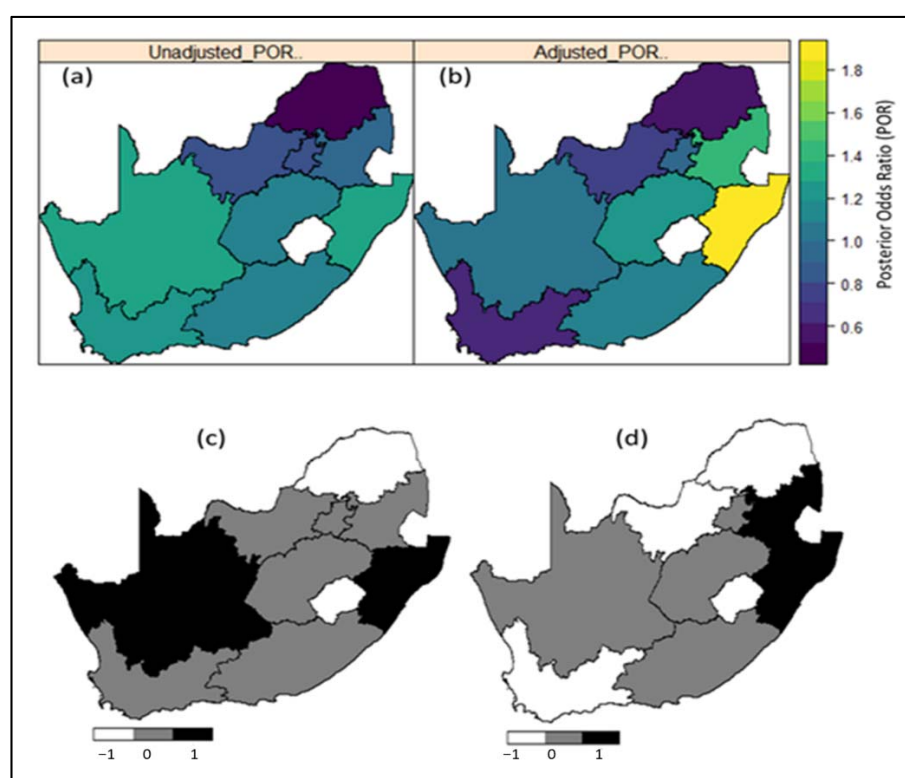 Unadjusted_POR..
Adjusted_POR..
(a)
(b)
1.8
1.6
1.4
1.2
1.0
0.8
0.6
Posterior Odds Ratio (POR)
(c)
(d)
−1 0 1
−1 0 1